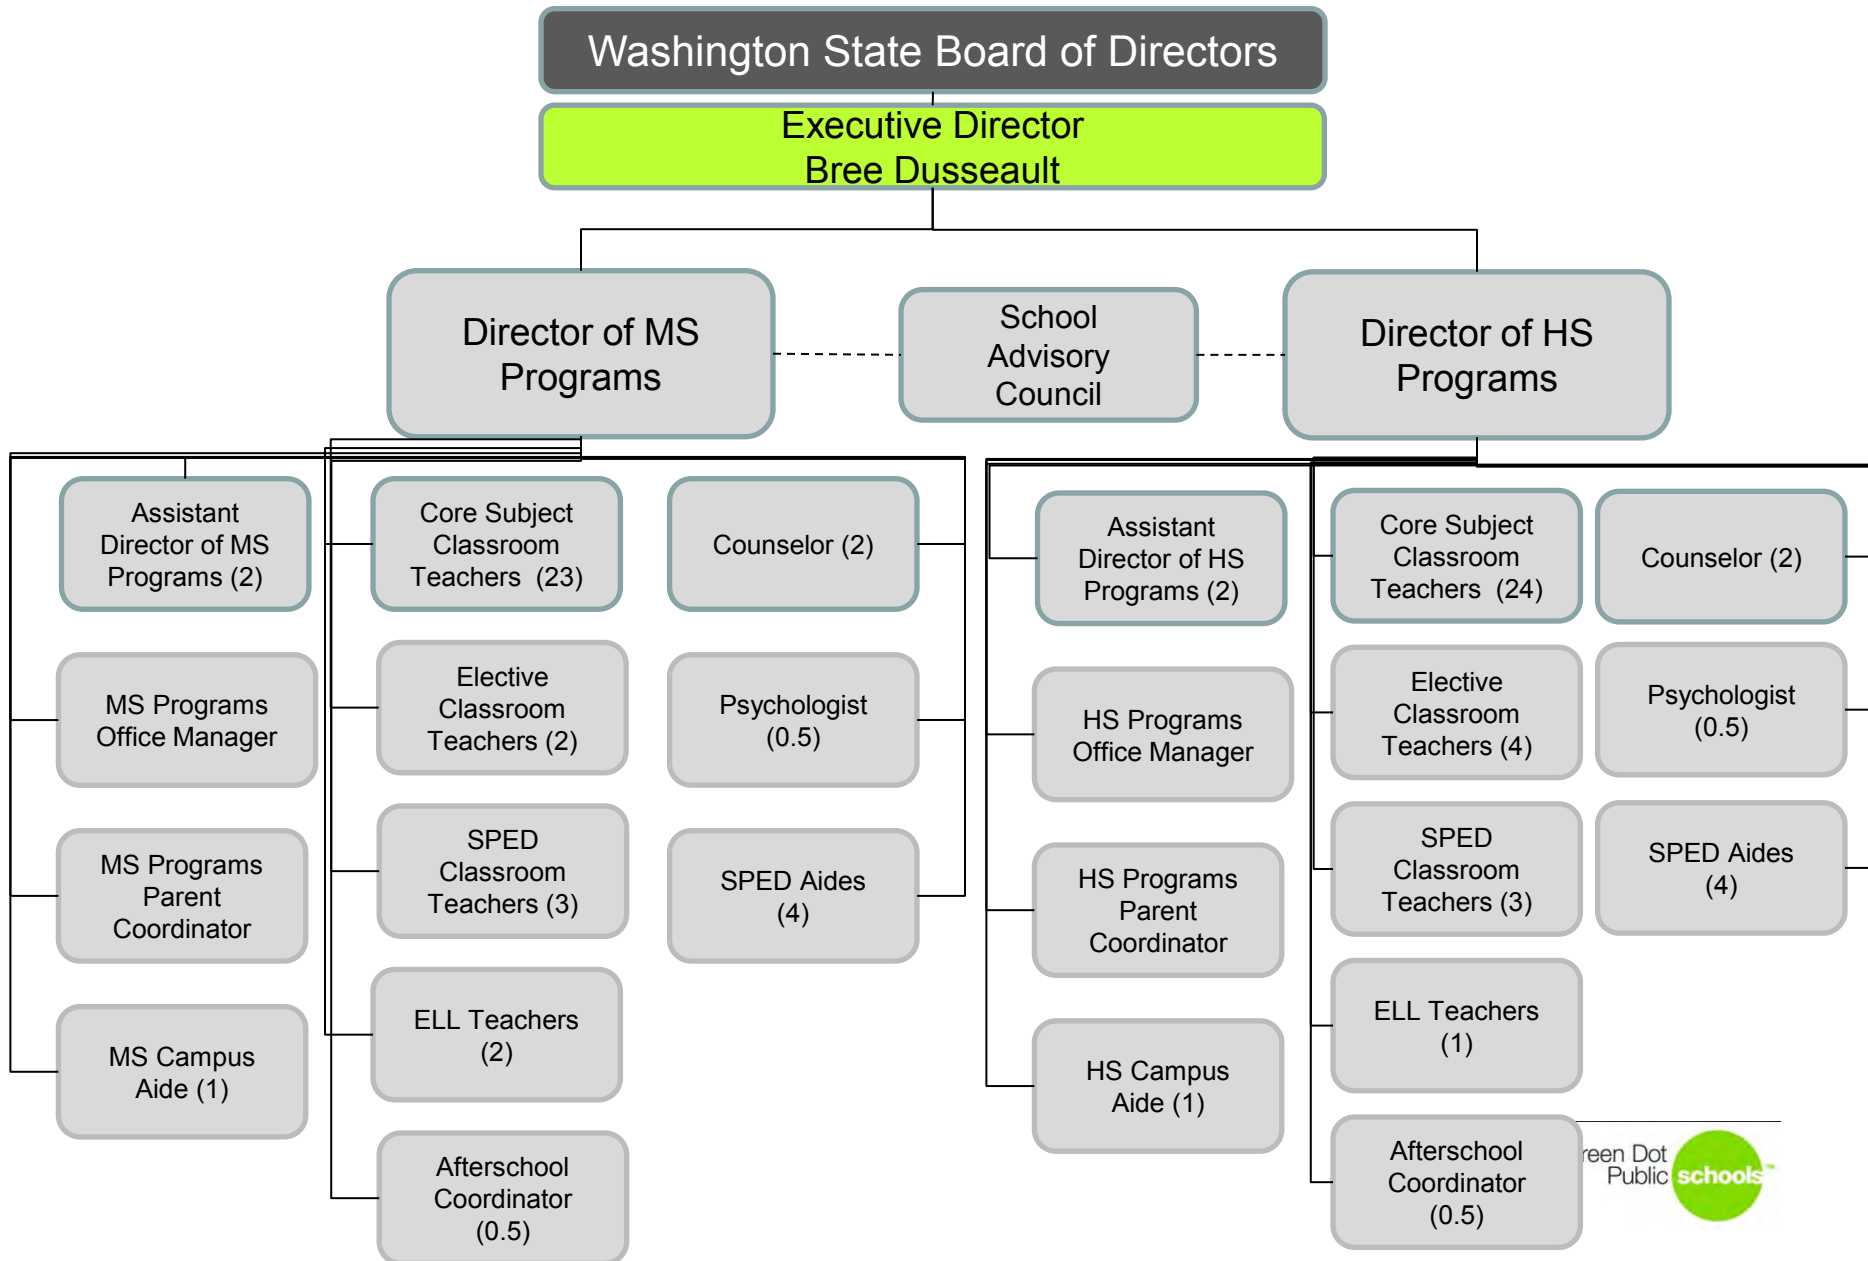 Washington State Board of Directors
Executive Director
Bree Dusseault
Director of MS
Programs
School
Advisory
Council
Director of HS
Programs
Assistant
Director of MS
Programs (2)
MS Programs
Office Manager
MS Programs
Parent
Coordinator
MS Campus
Aide (1)
Core Subject
Classroom
Teachers (23)
Elective
Classroom
Teachers (2)
SPED
Classroom
Teachers (3)
ELL Teachers
(2)
Afterschool
Coordinator
(0.5)
Counselor (2)
Psychologist
(0.5)
SPED Aides
(4)
Assistant
Director of HS
Programs (2)
HS Programs
Office Manager
HS Programs
Parent
Coordinator
HS Campus
Aide (1)
Core Subject
Classroom
Teachers (24)
Elective
Classroom
Teachers (4)
SPED
Classroom
Teachers (3)
ELL Teachers
(1)
Afterschool
Coordinator
(0.5)
Counselor (2)
Psychologist
(0.5)
SPED Aides
(4)
reen Dot
Public schools™